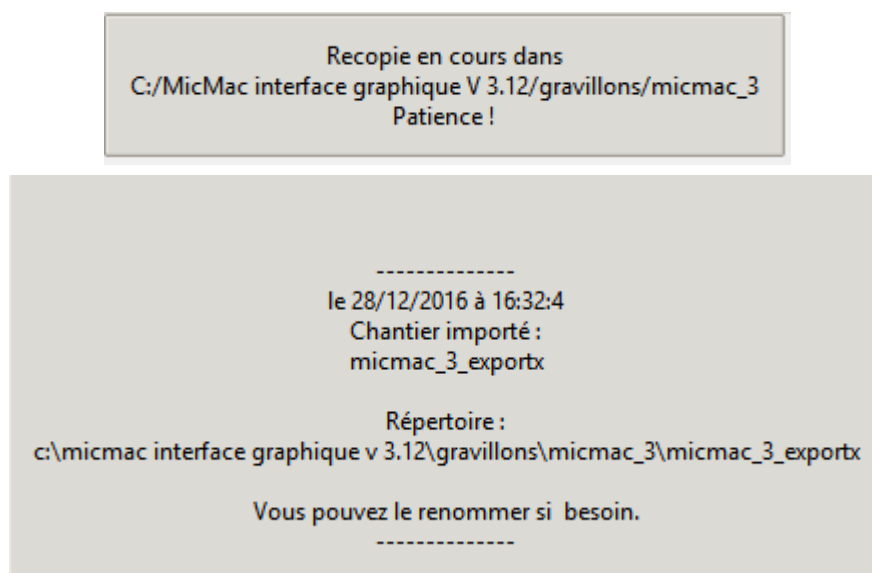 Recopie en cours dans
C:/MicMac interface graphique V 3.12/gravillons/micmac_3
Patience !
--------------
le 28/12/2016 à 16:32:4
Chantier importé :
micmac_3_exportx
Répertoire :
c:\micmac interface graphique v 3.12\gravillons\micmac_3\micmac_3_exportx
Vous pouvez le renommer si  besoin.
--------------